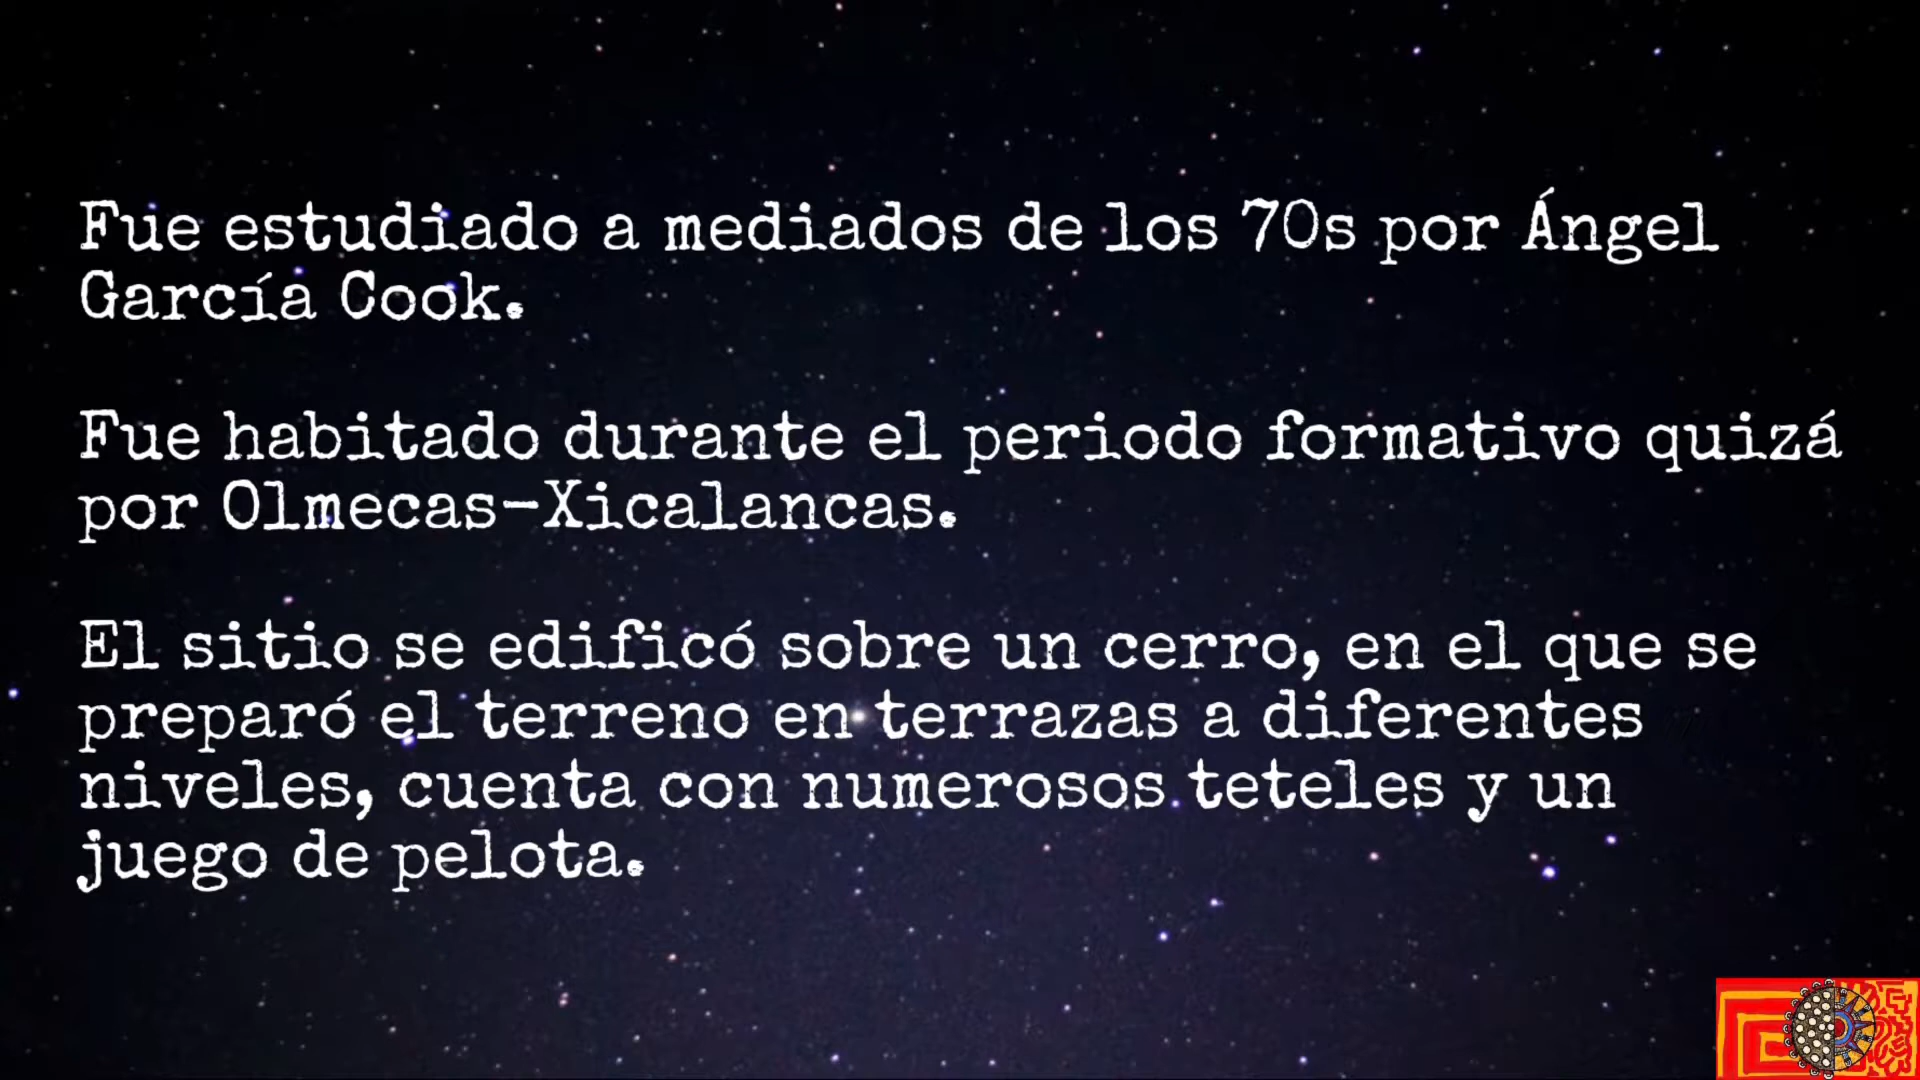 Fue estudiado a mediados de los 70s por Ángel
García Cook.
Fue habitado durante el periodo formativo quizá
por Olmecas-Xicalancas.
El sitio se edificó sobre un cerro, en el que se
preparó el terreno en terrazas a diferentes
niveles, cuenta con numerosos teteles y un
juego de pelota.